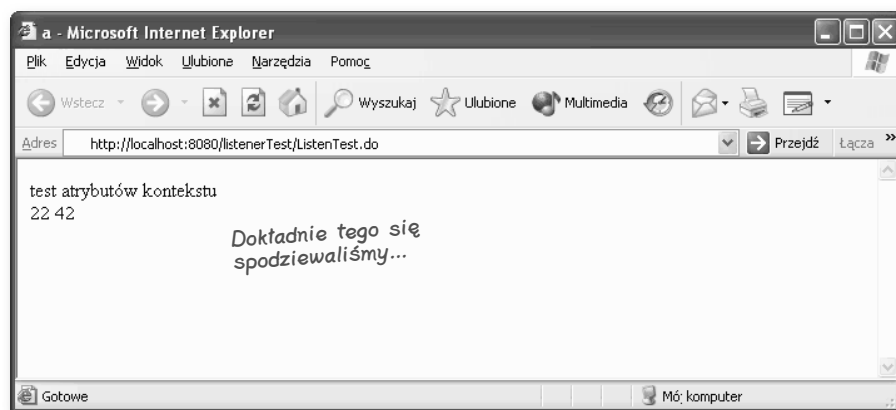 a - Microsoft Internet Explorer
Plik Edycja Widok Ulubione Narzędzia Pomoc
Wstecz Wyszukaj Ulubione Multimedia
Adres http://localhost:8080/listenerTest/ListenTest.do Przejdź Łącza »
test atrybutów kontekstu
22 42
Dokładnie tego się
spodziewaliśmy...
Gotowe Mój komputer